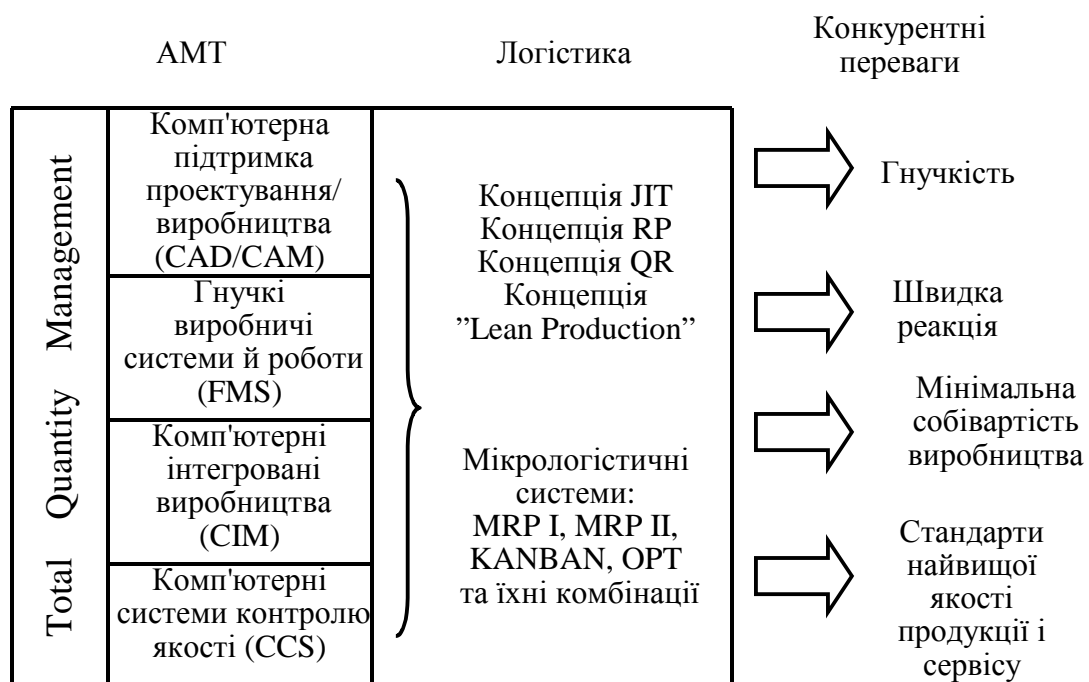 АМТ
Логістика
Конкурентні
переваги
Total Quantity Management
Комп'ютерна
підтримка
проектування/
виробництва
(CAD/CAM)
Гнучкі
виробничі
системи й роботи
(FMS)
Комп'ютерні
інтегровані
виробництва
(CIM)
Комп'ютерні
системи контролю
якості (CCS)
Концепція JIT
Концепція RP
Концепція QR
Концепція
”Lean Production”
Мікрологістичні
системи:
MRP I, MRP II,
KANBAN, OPT
та їхні комбінації
Гнучкість
Швидка
реакція
Мінімальна
собівартість
виробництва
Стандарти
найвищої
якості
продукції і
сервісу